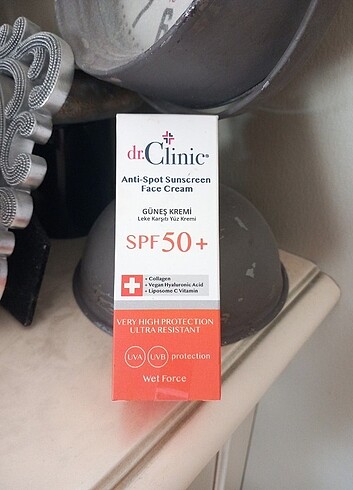 dr.Clinic®
Anti-Spot Sunscreen
Face Cream
GÜNEŞ KREMİ
Leke Karşıtı Yüz Kremi
SPF50+
+ Collagen
+ Vegan Hyaluronic Acid
+ Liposome C Vitamin
VERY HIGH PROTECTION
ULTRA RESISTANT
UVA UVB protection
Wet Force